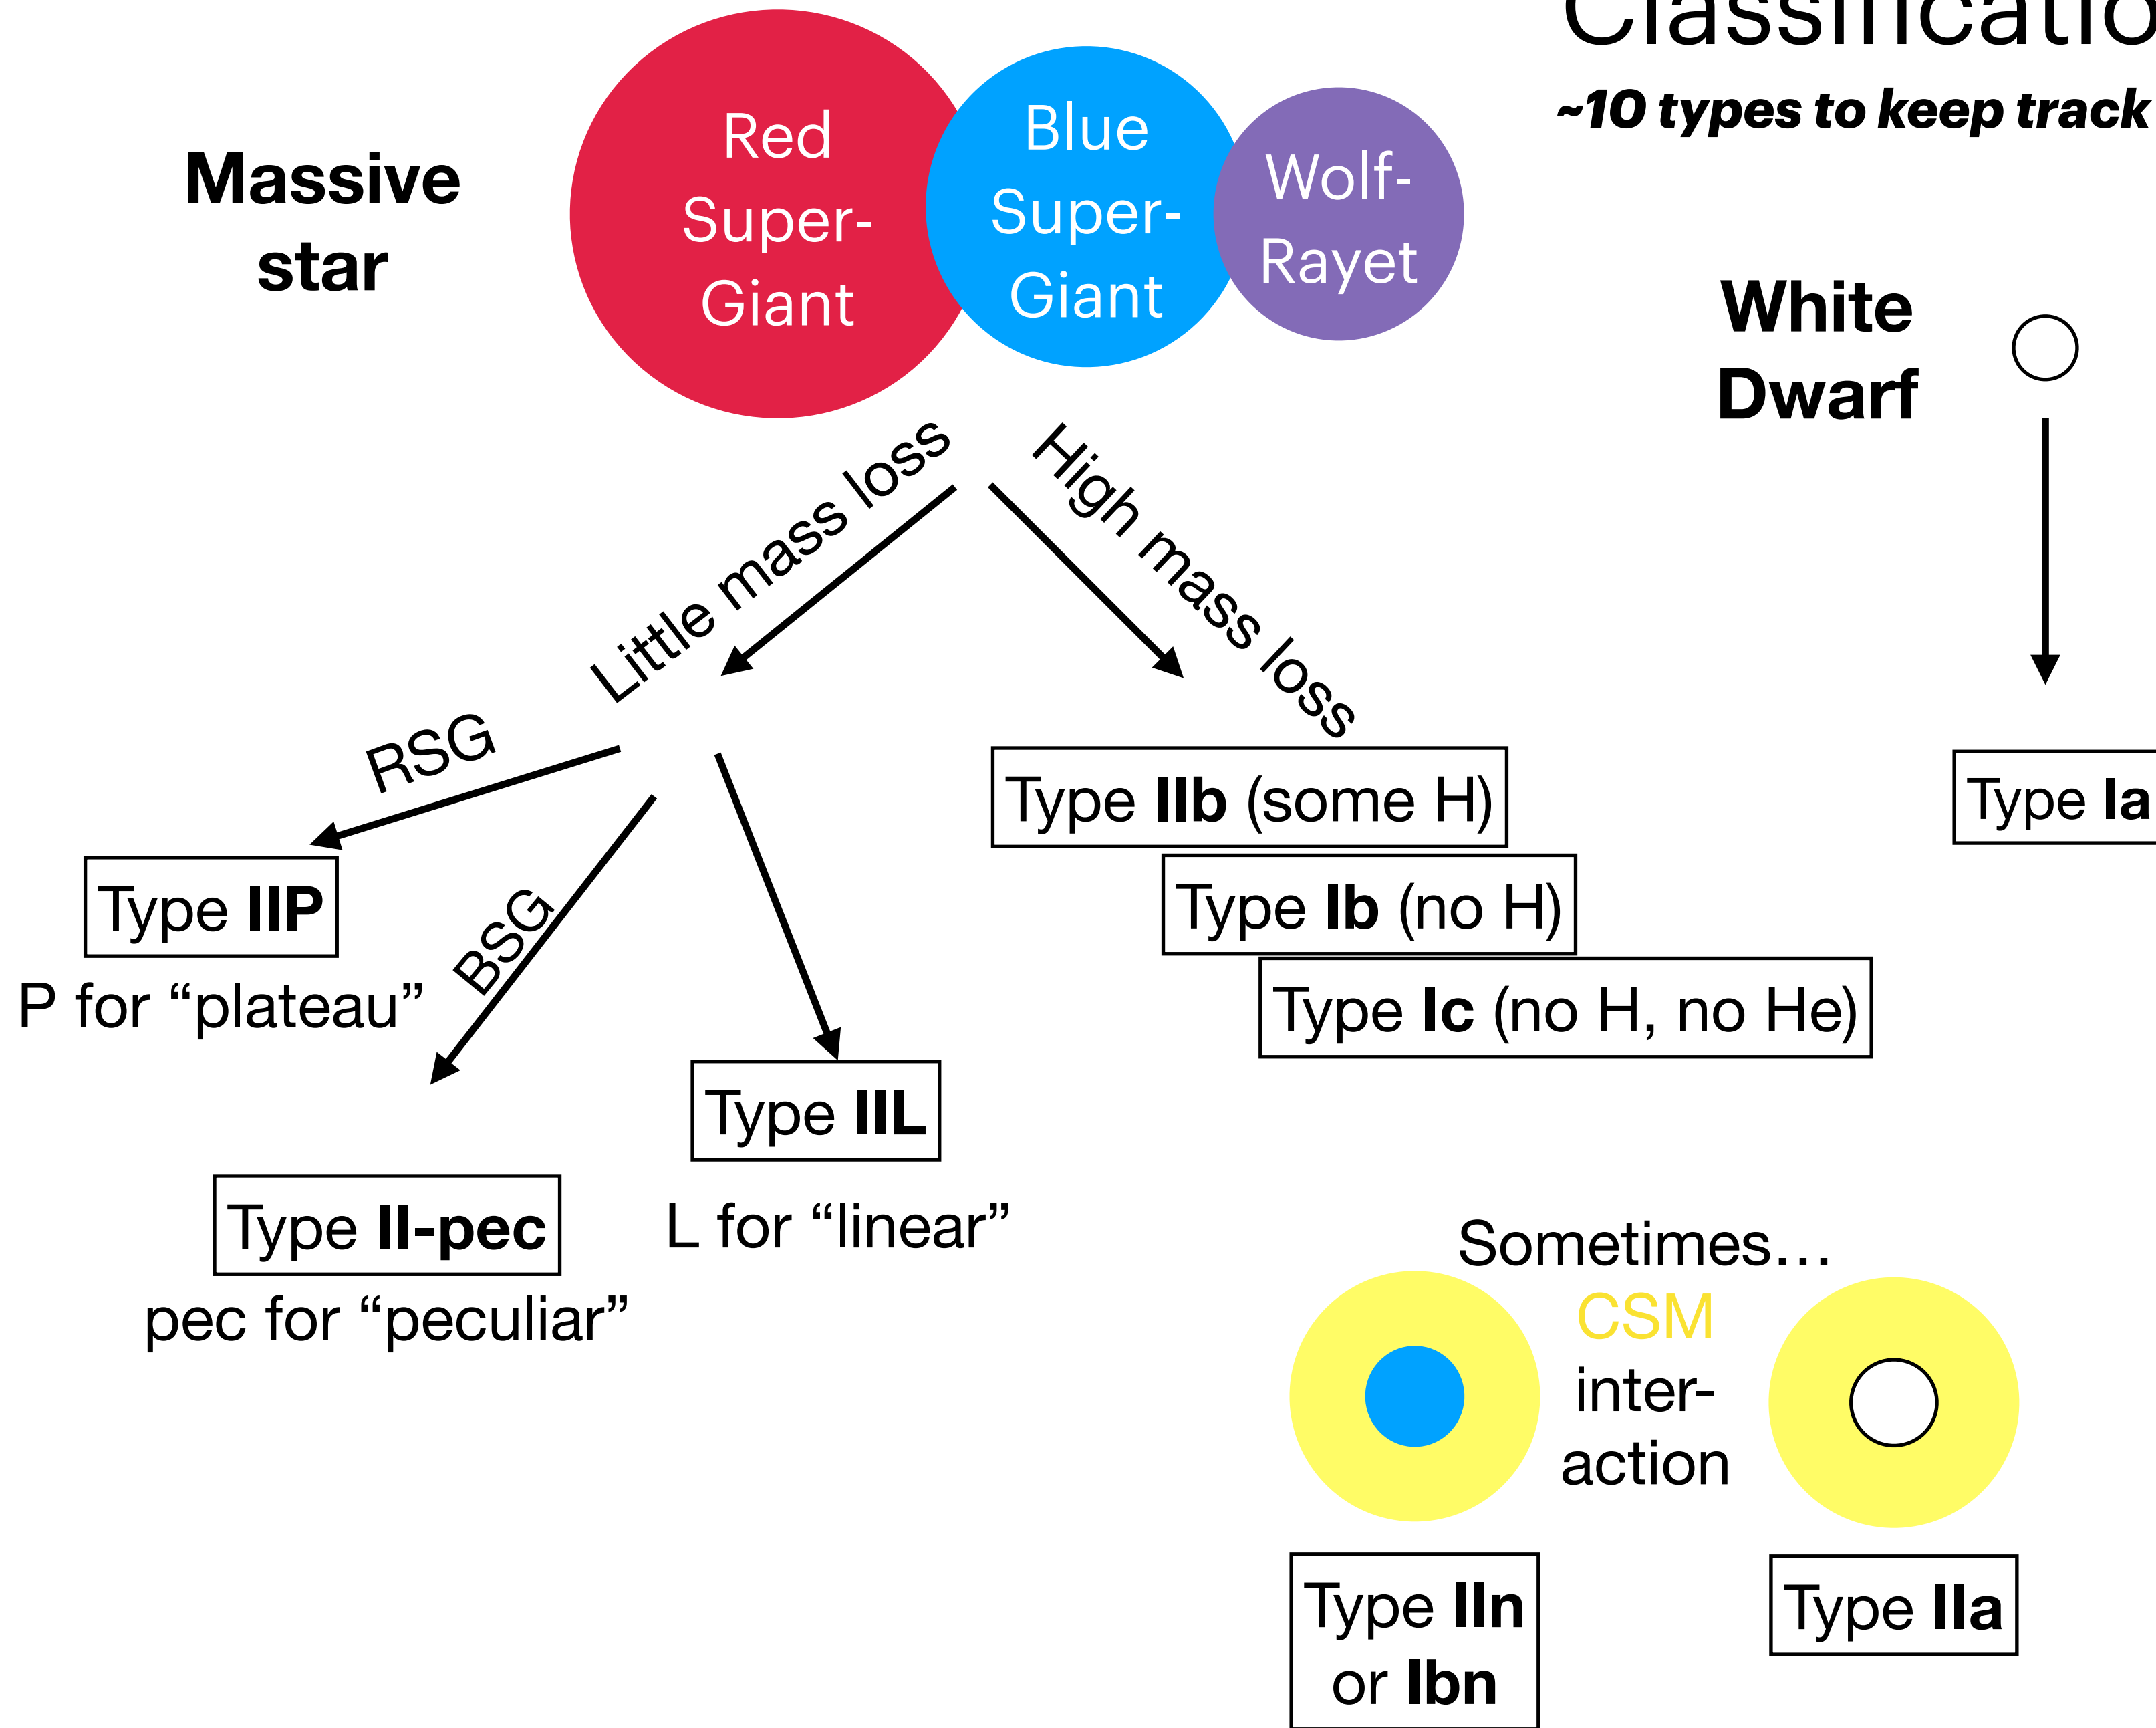 Classificatio
~10 types to keep track
Massive
star
Red
Super-
Giant
Blue
Super-
Giant
Wolf-
Rayet
White
Dwarf
Little mass loss
High mass loss
RSG
BSG
Type IIP
P for “plateau”
Type II-pec
pec for “peculiar”
Type IIL
L for “linear”
Type IIb (some H)
Type Ib (no H)
Type Ic (no H, no He)
Type Ia
Sometimes...
CSM
inter-
action
Type IIn
or Ibn
Type IIa